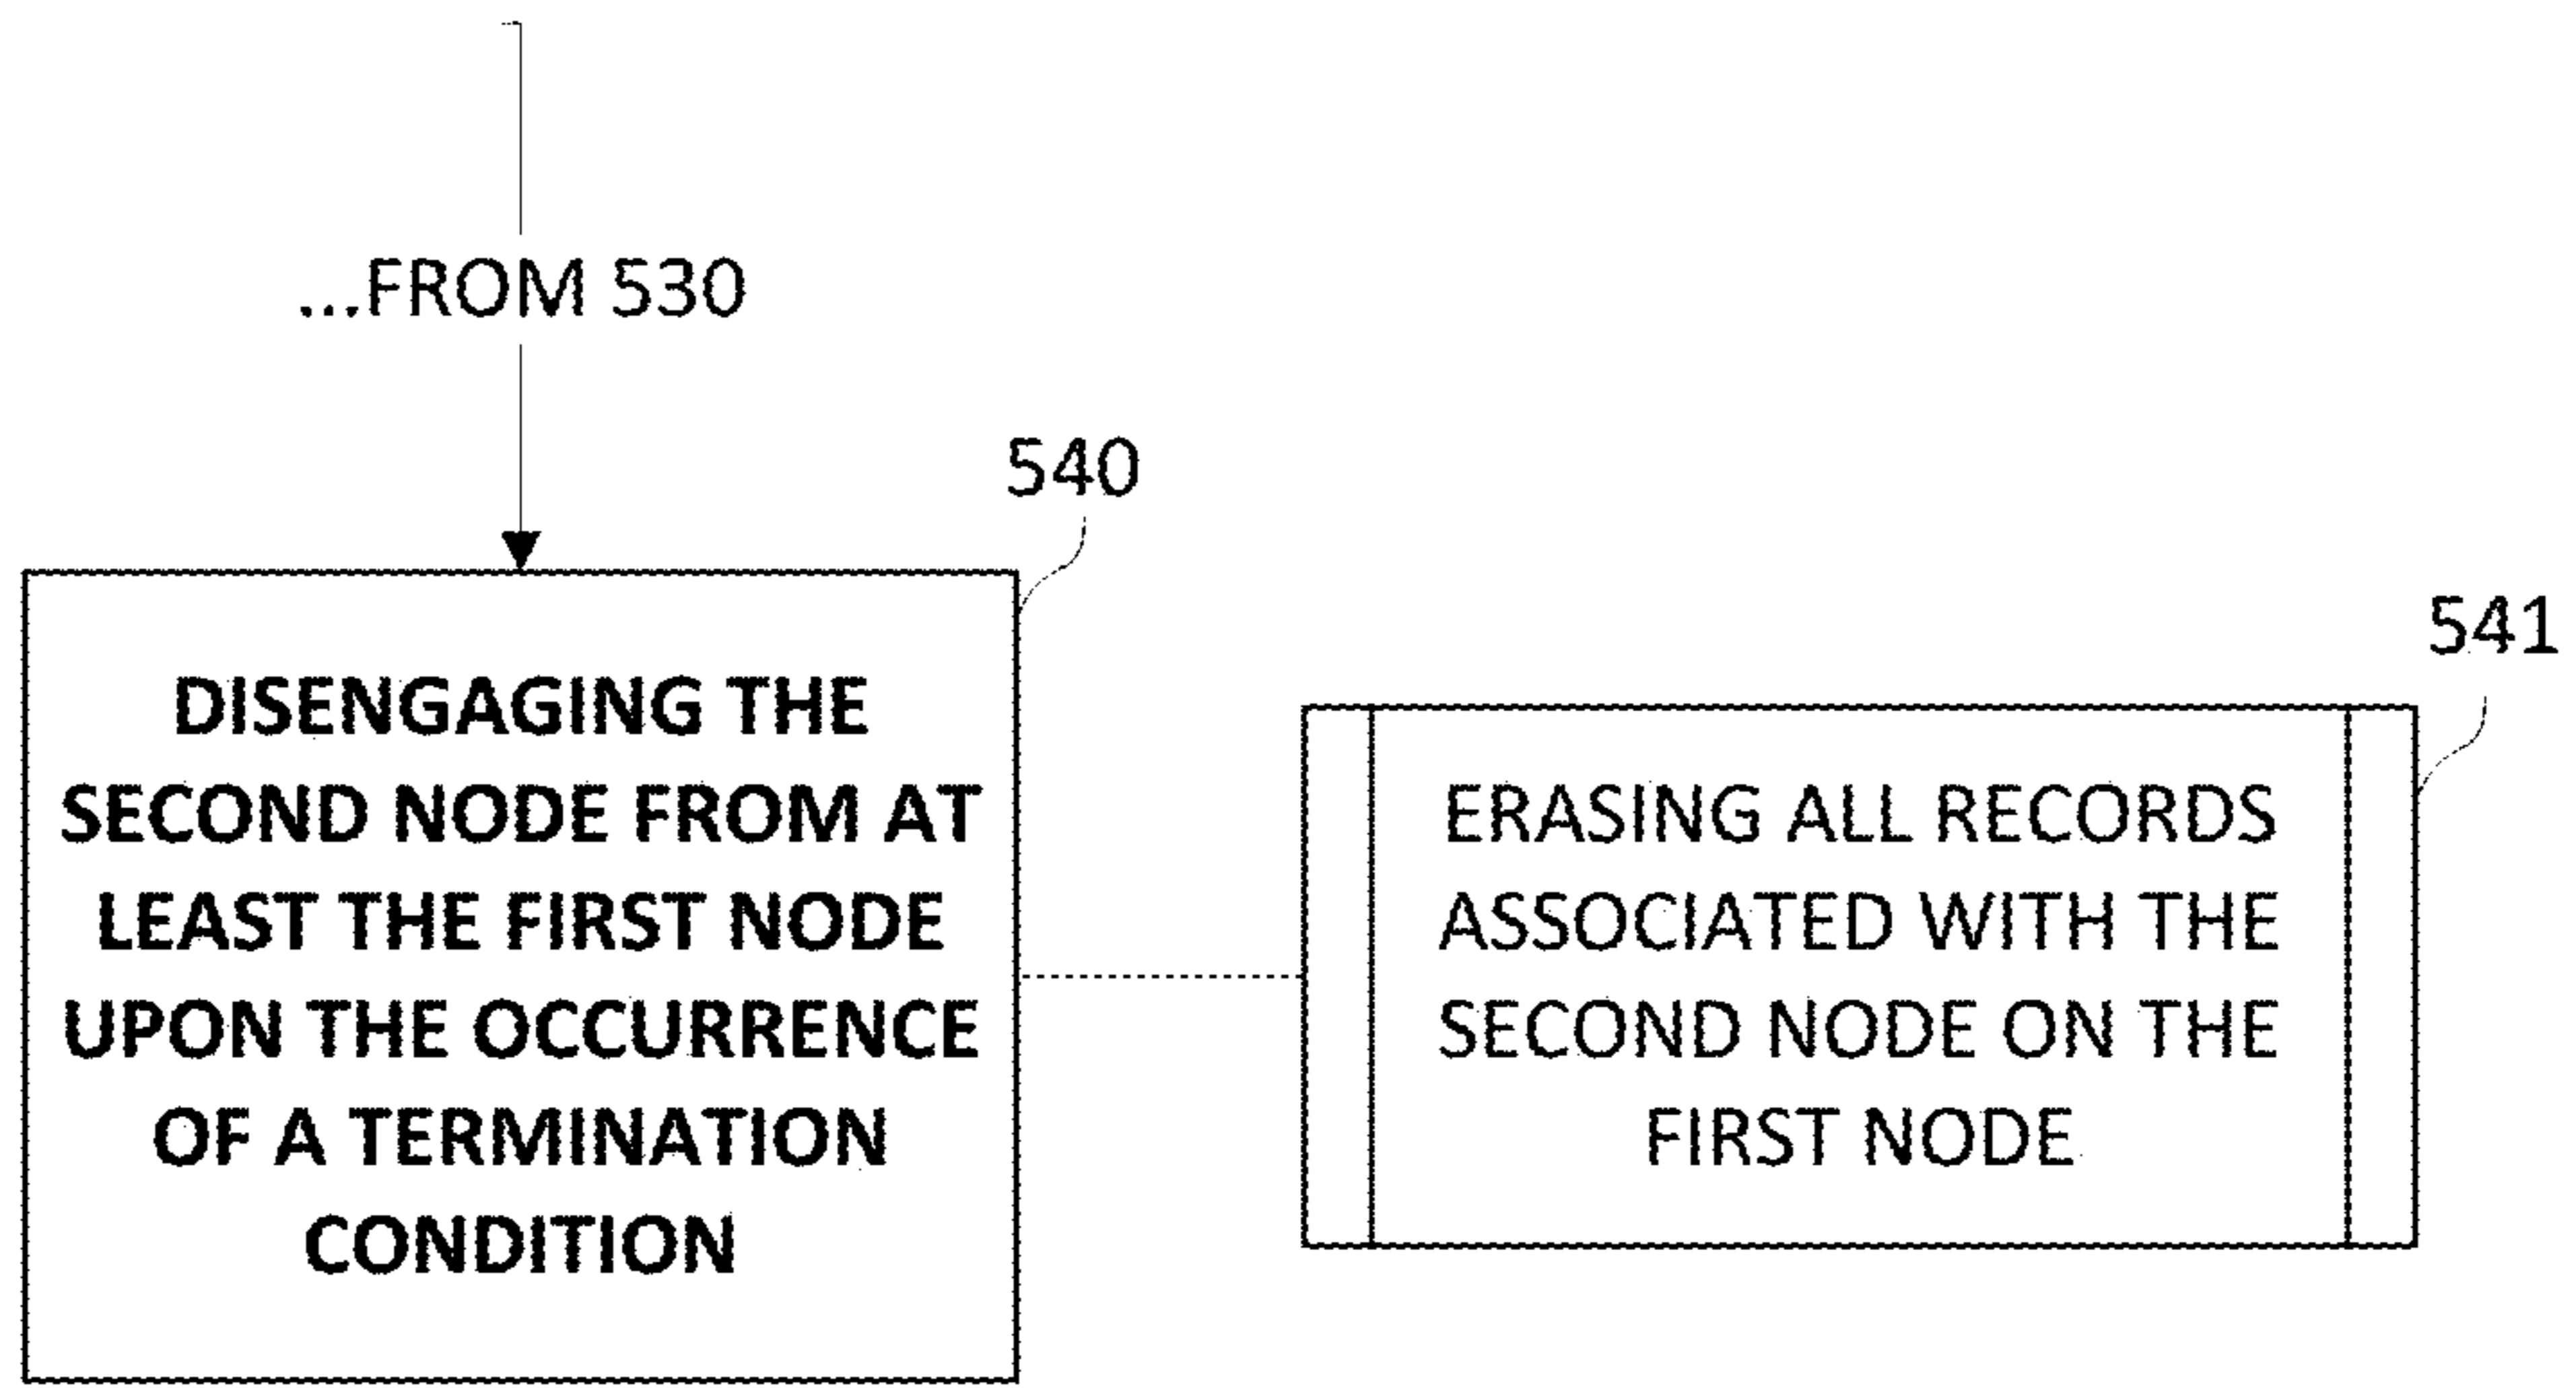 ...FROM 530
540
DISENGAGING THE
SECOND NODE FROM AT
LEAST THE FIRST NODE
UPON THE OCCURRENCE
OF A TERMINATION
CONDITION
541
ERASING ALL RECORDS
ASSOCIATED WITH THE
SECOND NODE ON THE
FIRST NODE